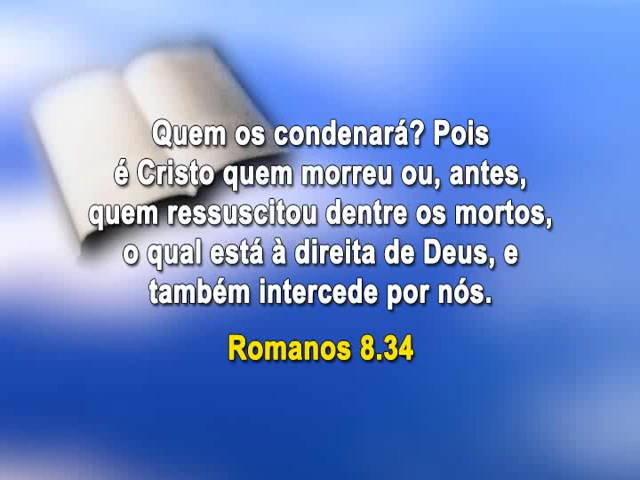 Quem os condenará? Pois
é Cristo quem morreu ou, antes,
quem ressuscitou dentre os mortos,
o qual está à direita de Deus, e
também intercede por nós.
Romanos 8.34